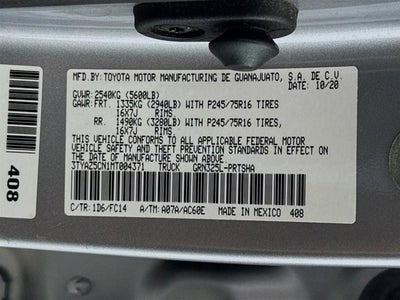 MFD.BY: TOYOTA MOTOR MANUFACTURING DE GUANAJUATO, S.A. DE C.V.
10/20
GVWR: 2540KG (5600LB)
GAWR: FRT. 1335KG (2940LB) WITH P245/75R16 TIRES
16X7J RIMS.
RR. 1490KG (3280LB) WITH P245/75R16 TIRES
16X7J RIMS.
THIS VEHICLE CONFORMS TO ALL APPLICABLE FEDERAL MOTOR
VEHICLE SAFETY AND THEFT PREVENTION STANDARDS IN EFFECT
ON THE DATE OF MANUFACTURE SHOWN ABOVE.
3TYAZ5CN1MT004371 TRUCK GRN325L-PRTSHA
C/TR: 1D6/FC14 A/TM: A07A/AC60E MADE IN MEXICO 408
408